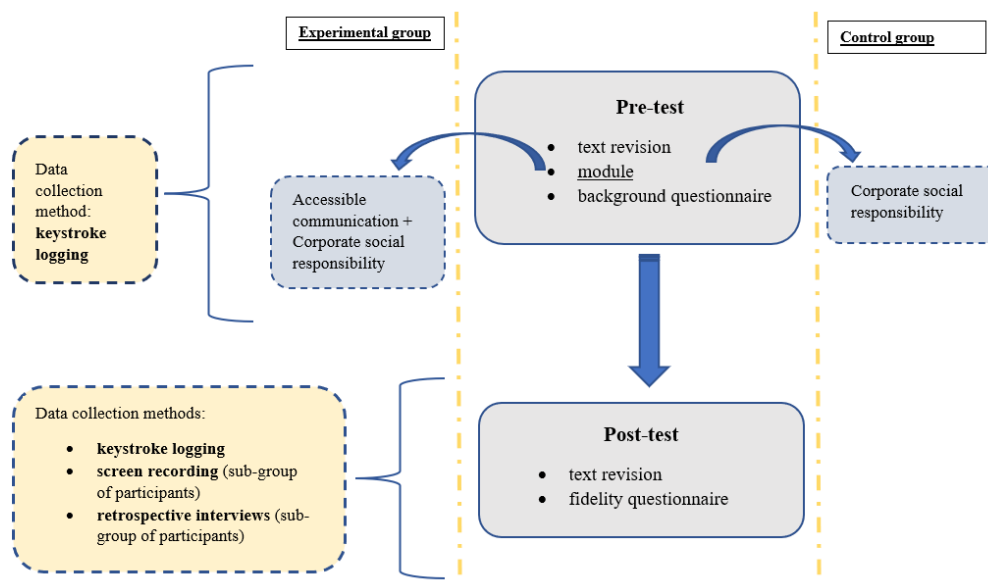 Experimental group
Control group
Pre-test
• text revision
• module
• background questionnaire
Data
collection
method:
keystroke
logging
Accessible
communication +
Corporate social
responsibility
Corporate social
responsibility
Data collection methods:
• keystroke logging
• screen recording (sub-group
of participants)
• retrospective interviews (sub-
group of participants)
Post-test
• text revision
• fidelity questionnaire